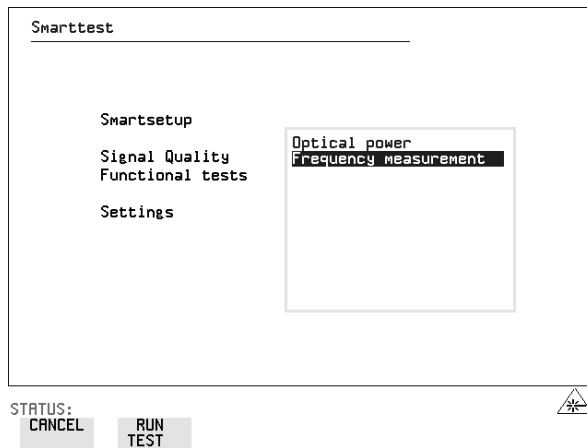 Smarttest
Smartsetup
Signal Quality
Functional tests
Settings
Optical power
Frequency measurement
STATUS:
CANCEL
RUN
TEST